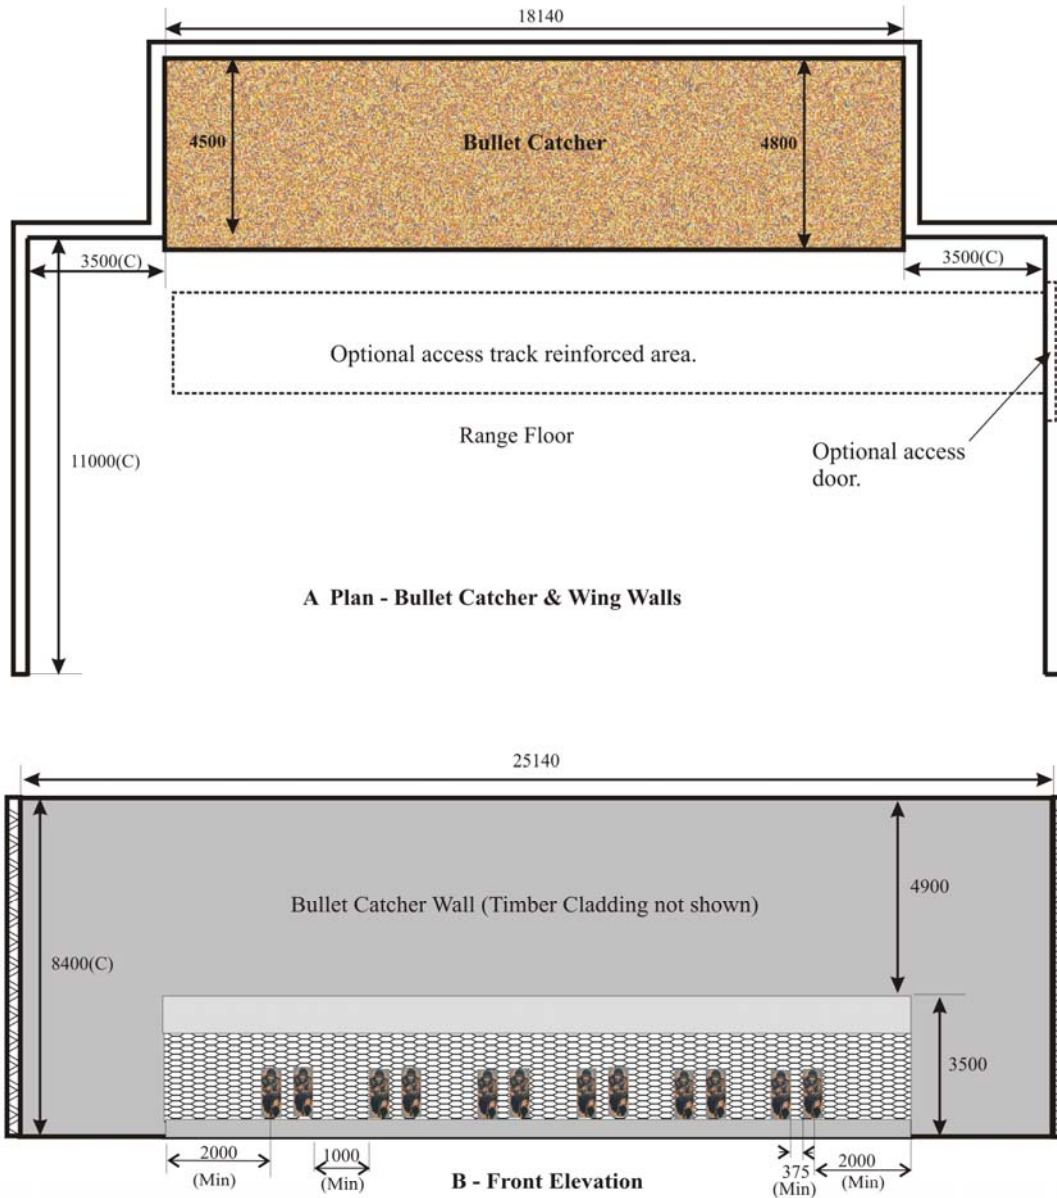 18140
4500
Bullet Catcher
4800
3500(C)
3500(C)
Optional access track reinforced area.
Range Floor
11000(C)
Optional access
door.
A Plan - Bullet Catcher & Wing Walls
25140
4900
Bullet Catcher Wall (Timber Cladding not shown)
8400(C)
3500
2000
(Min)
1000
(Min)
375
(Min)
2000
(Min)
B - Front Elevation